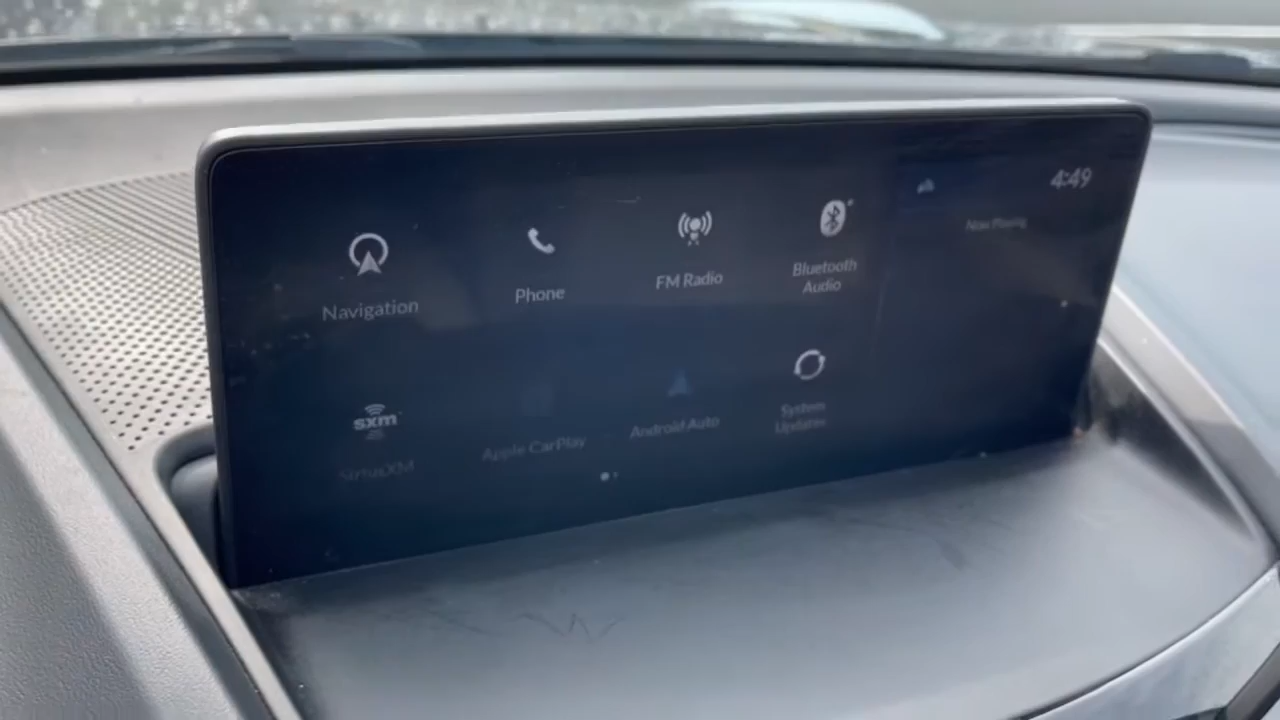 4:49
Now Playing
Navigation
Phone
FM Radio
Bluetooth
Audio
sxm
SiriusXM
Apple CarPlay
Android Auto
System
Updates